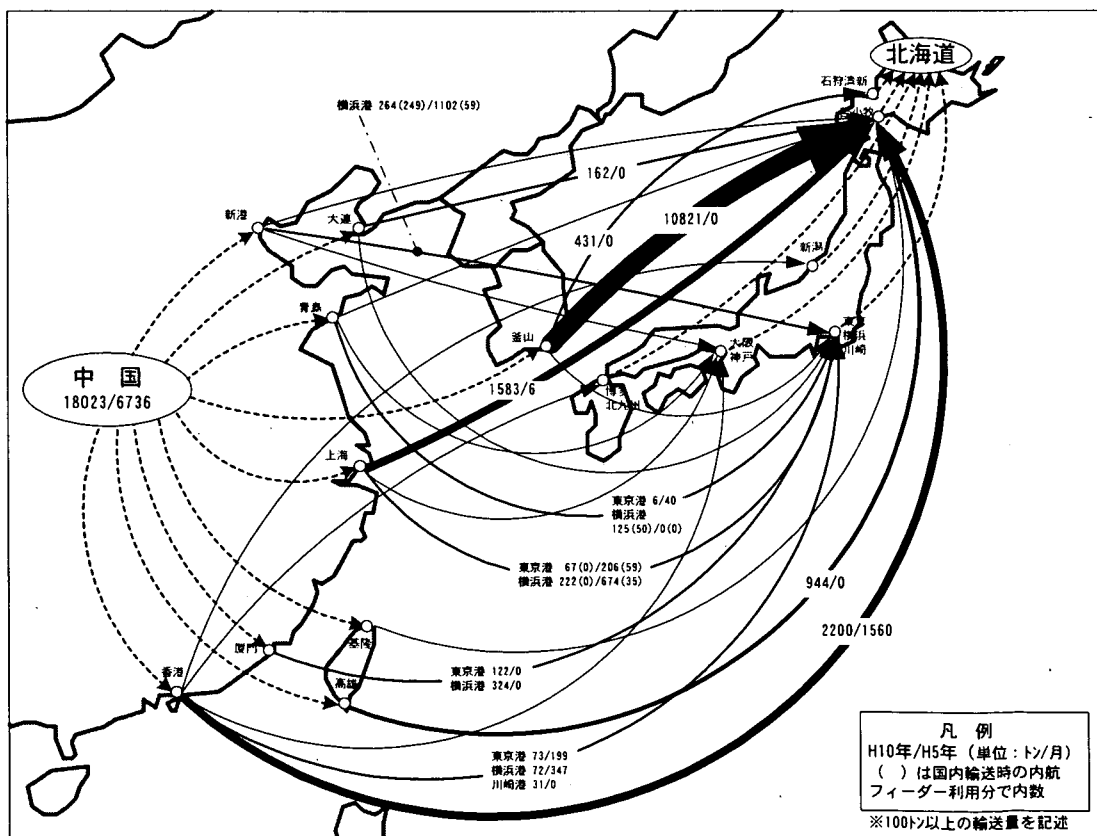 北海道
石狩湾新
苫小牧
横浜港 264(249)/1102(59)
162/0
10821/0
431/0
新港
大連
新潟
青島
釜山
東京
横浜
川崎
大阪
神戸
博多
北九州
中 国
18023/6736
1583/6
上海
東京港 6/40
横浜港
125(50)/0(0)
東京港 67(0)/206(59)
横浜港 222(0)/674(35)
944/0
2200/1560
基隆
厦門
東京港 122/0
横浜港 324/0
香港
高雄
東京港 73/199
横浜港 72/347
川崎港 31/0
凡 例
H10年/H5年 (単位:トン/月)
( ) は国内輸送時の内航
フィーダー利用分で内数
※100トン以上の輸送量を記述